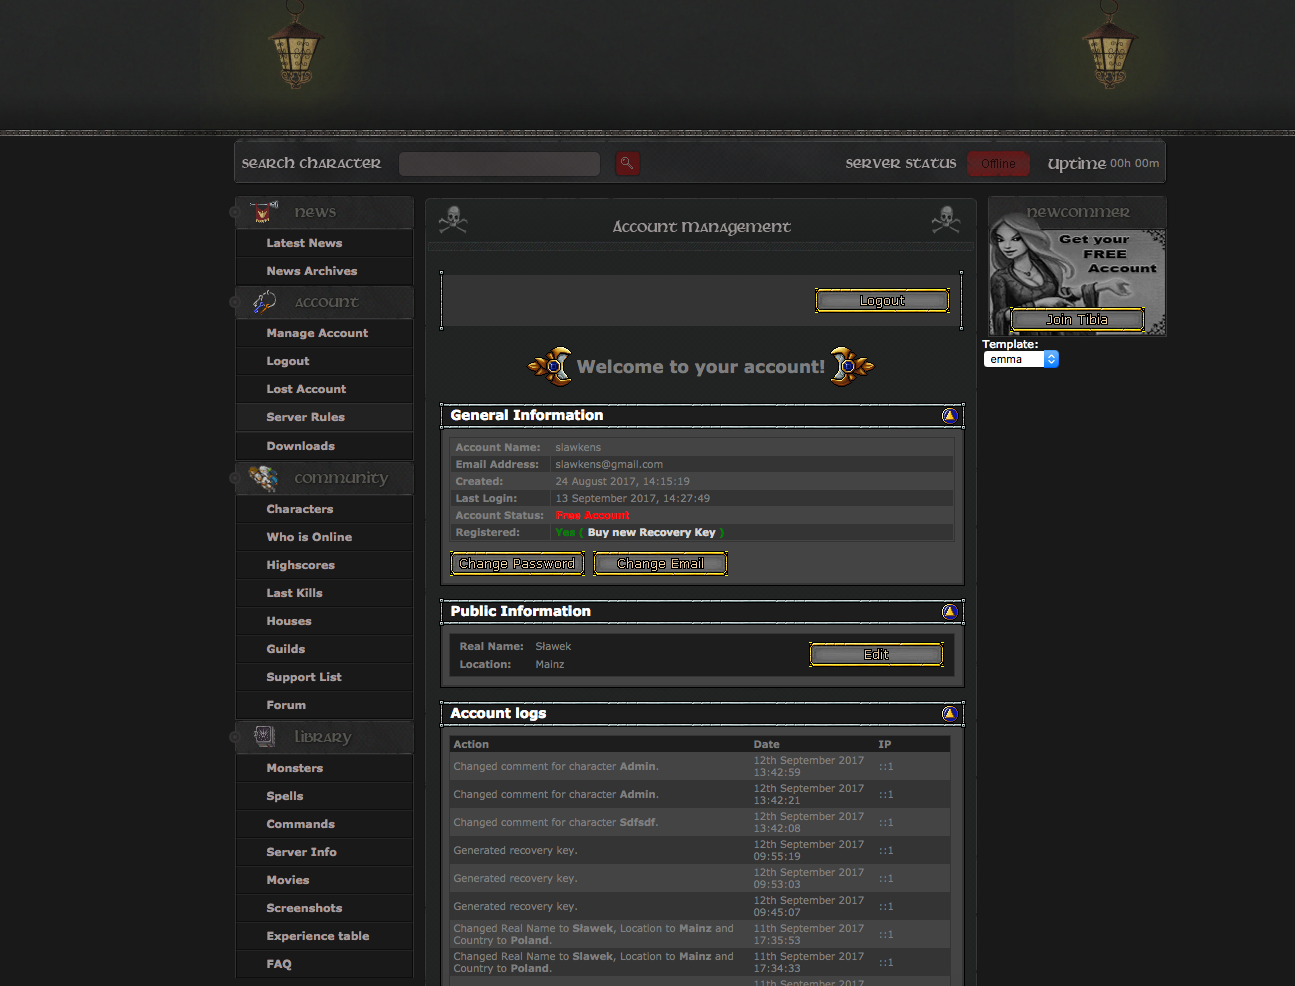 Search Character
Server Status
Offline
Uptime 00h 00m
News
Latest News
News Archives
Account
Manage Account
Logout
Lost Account
Server Rules
Downloads
Community
Characters
Who is Online
Highscores
Last Kills
Houses
Guilds
Support List
Forum
Library
Monsters
Spells
Commands
Server Info
Movies
Screenshots
Experience table
FAQ
Account Management
Logout
Welcome to your account!
General Information
Account Name: slawkens
Email Address: slawkens@gmail.com
Created: 24 August 2017, 14:15:19
Last Login: 13 September 2017, 14:27:49
Account Status: Free Account
Registered: Yes ( Buy new Recovery Key )
Change Password Change Email
Public Information
Real Name: Sławek
Location: Mainz
Edit
Account logs
Action Date IP
Changed comment for character Admin. 12th September 2017 13:42:59 ::1
Changed comment for character Admin. 12th September 2017 13:42:21 ::1
Changed comment for character Sdfsdf. 12th September 2017 13:42:08 ::1
Generated recovery key. 12th September 2017 09:55:19 ::1
Generated recovery key. 12th September 2017 09:53:03 ::1
Generated recovery key. 12th September 2017 09:45:07 ::1
Changed Real Name to Sławek, Location to Mainz and Country to Poland. 11th September 2017 17:35:53 ::1
Changed Real Name to Slawek, Location to Mainz and Country to Poland. 11th September 2017 17:34:33 ::1
11th September 2017
Newcommer
Get your
FREE
Account
Join Tibia
Template:
emma